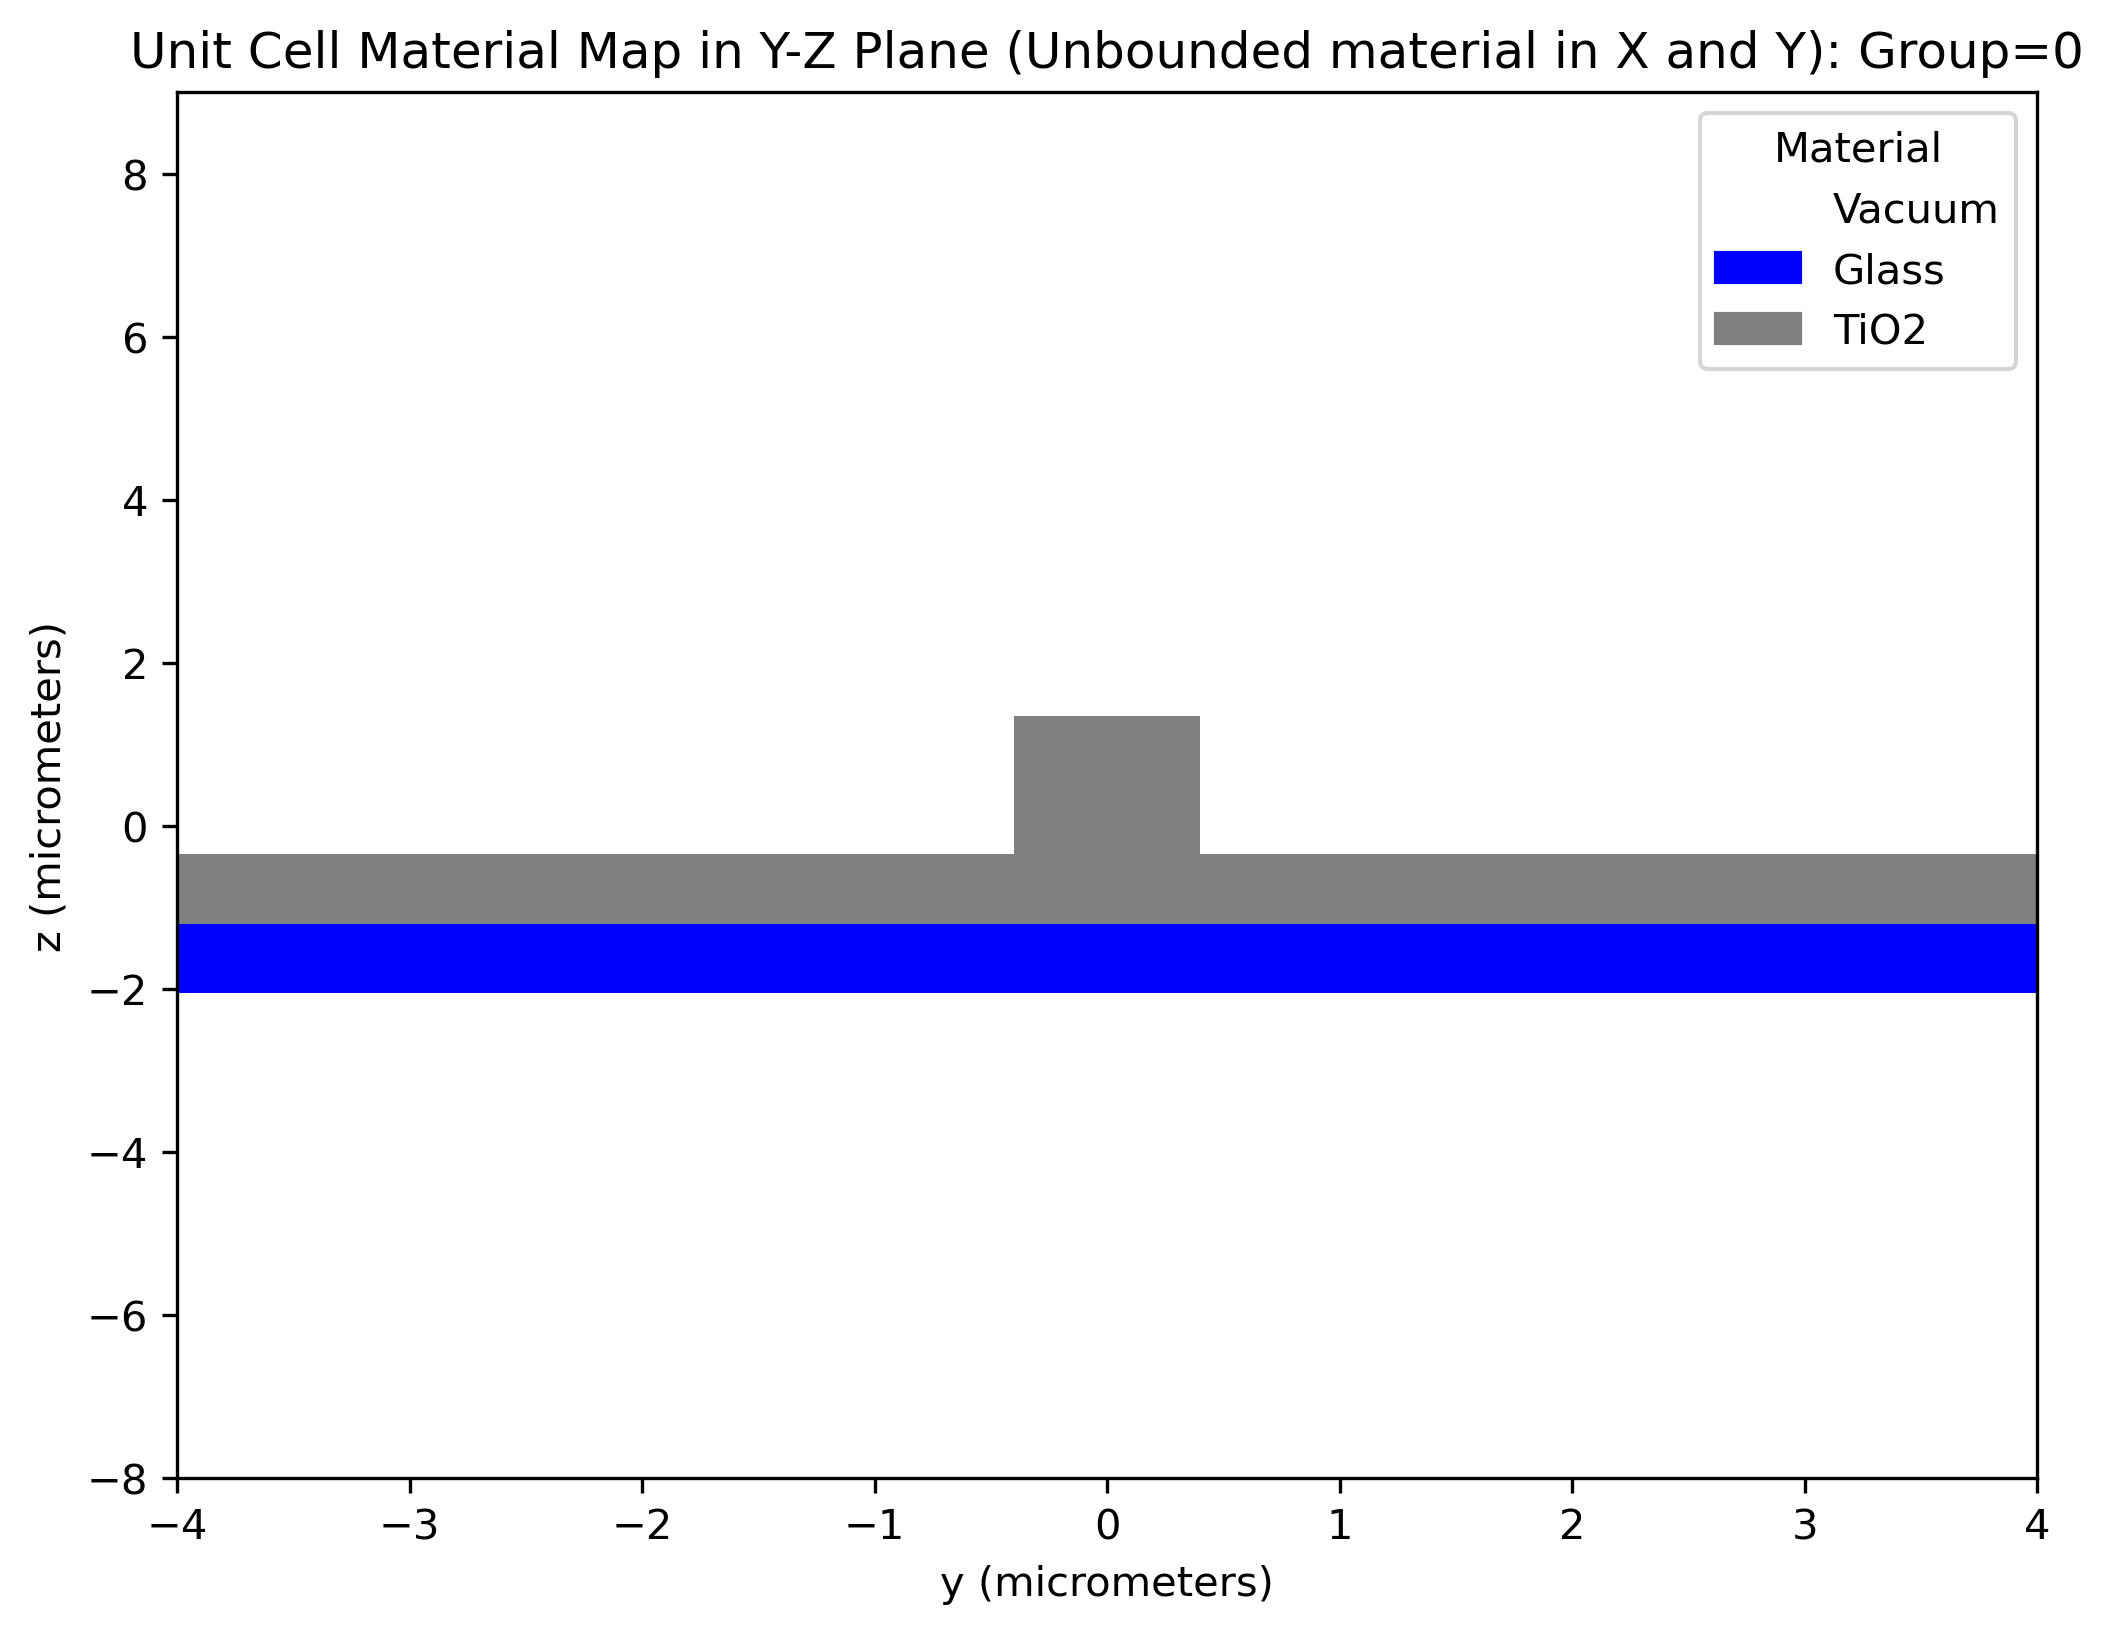 Unit Cell Material Map in Y-Z Plane (Unbounded material in X and Y): Group=0
Material
Vacuum
Glass
TiO2
z (micrometers)
8
6
4
2
0
−2
−4
−6
−8
−4 −3 −2 −1 0 1 2 3 4
y (micrometers)